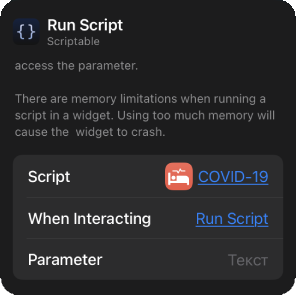 { } Run Script
Scriptable
access the parameter.
There are memory limitations when running a
script in a widget. Using too much memory will
cause the widget to crash.
Script COVID-19
When Interacting Run Script
Parameter Текст